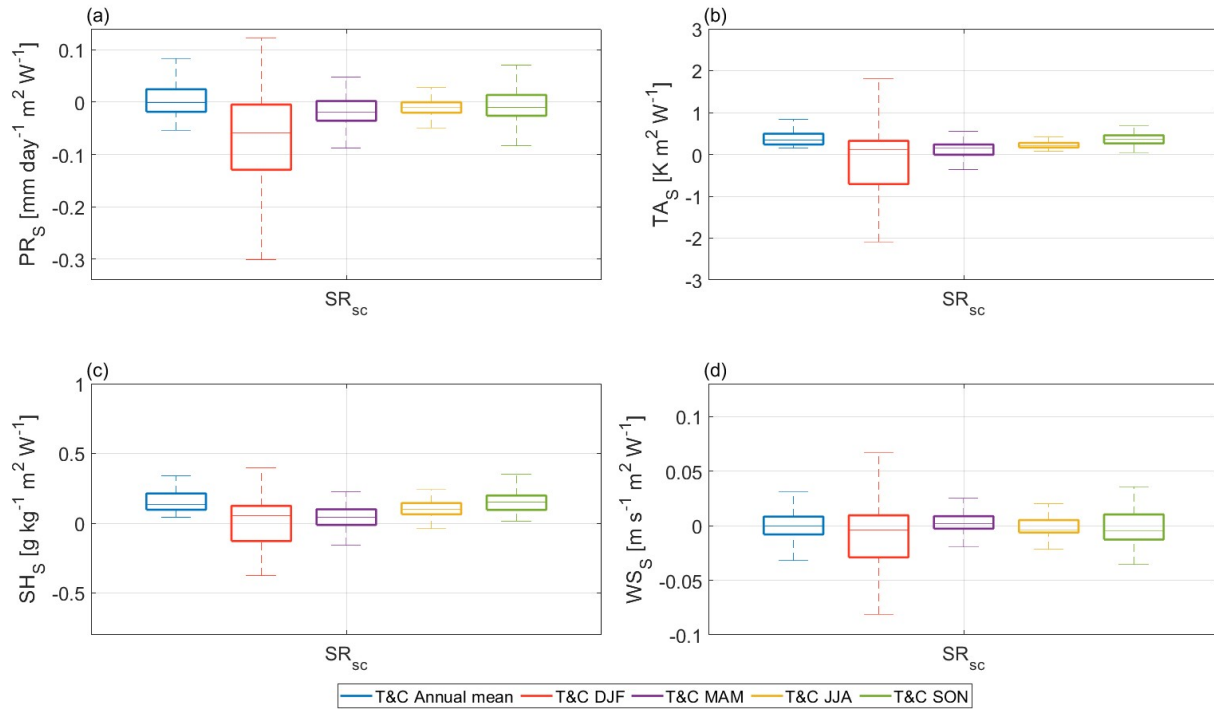 (a)
0.1
0
-0.1
-0.2
-0.3
PR_S [mm day^-1 m^2 W^-1]
SR_sc
(b)
3
2
1
0
-1
-2
-3
TA_S [K m^2 W^-1]
SR_sc
(c)
1
0.5
0
-0.5
SH_S [g kg^-1 m^2 W^-1]
SR_sc
(d)
0.1
0.05
0
-0.05
-0.1
WS_S [m s^-1 m^2 W^-1]
SR_sc
T&C Annual mean T&C DJF T&C MAM T&C JJA T&C SON